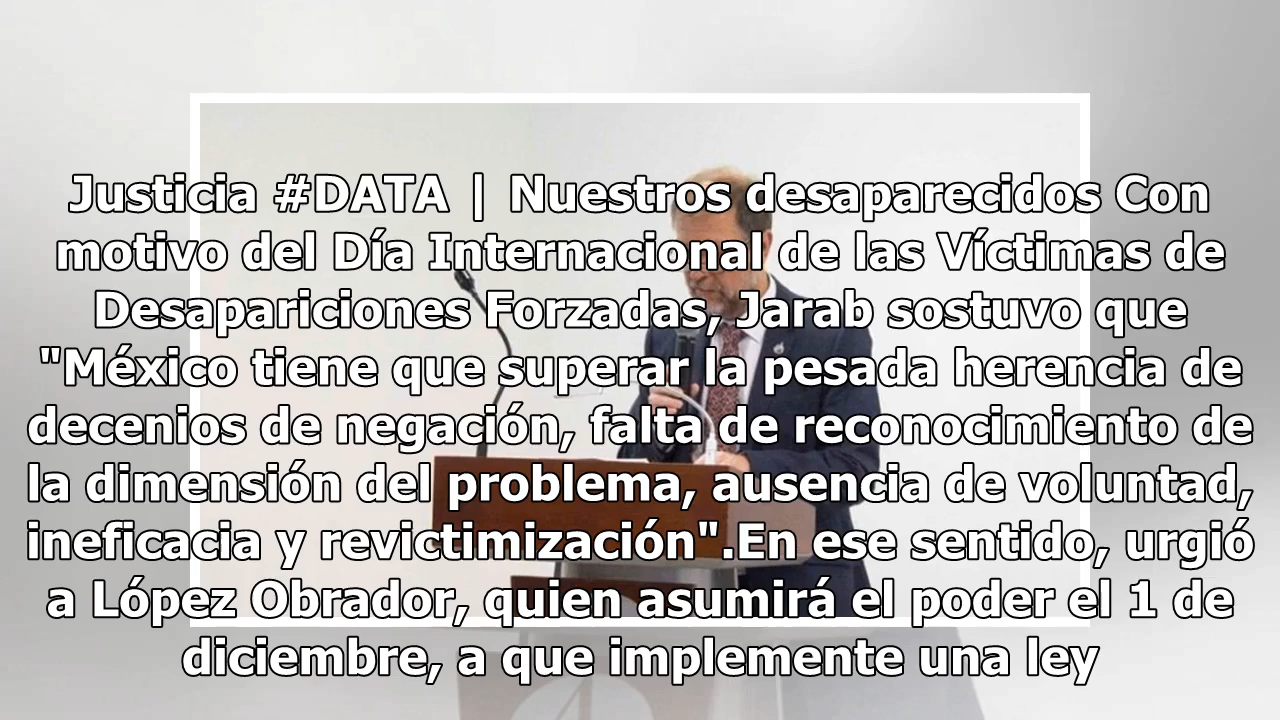 Justicia #DATA | Nuestros desaparecidos Con
motivo del Día Internacional de las Víctimas de
Desapariciones Forzadas, Jarab sostuvo que
"México tiene que superar la pesada herencia de
decenios de negación, falta de reconocimiento de
la dimensión del problema, ausencia de voluntad,
ineficacia y revictimización".En ese sentido, urgió
a López Obrador, quien asumirá el poder el 1 de
diciembre, a que implemente una ley